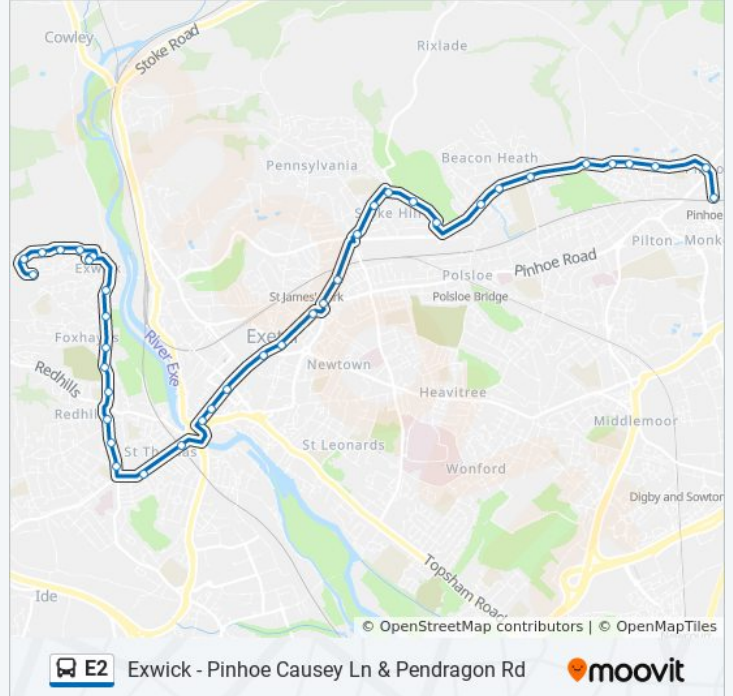 Cowley
Stoke Road
Rixlade
Pennsylvania
Beacon Heath
Stoke Hill
Pinhoe
Pilton
Monk
Exwick
Polsloe
Pinhoe Road
St James' Park
Polsloe Bridge
Exeter
Foxhayes
River Exe
Newtown
Redhills
Heavitree
Redhills
Middlemoor
St Leonards
St Thomas
Wonford
Digby and Sowton
Topsham Road
Ide
© OpenStreetMap contributors | © OpenMapTiles
E2 Exwick - Pinhoe Causey Ln & Pendragon Rd moovit